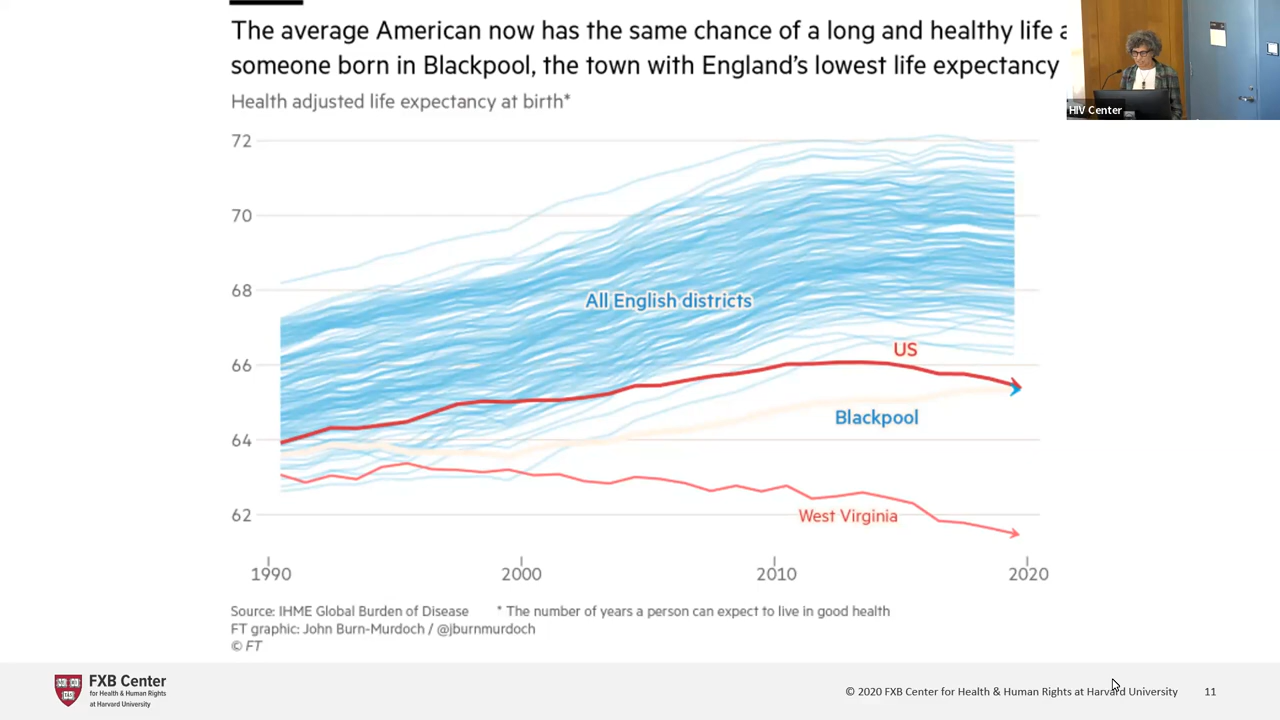 The average American now has the same chance of a long and healthy life a
someone born in Blackpool, the town with England's lowest life expectancy
Health adjusted life expectancy at birth*
HIV Center
72
70
68
All English districts
66
US
Blackpool
64
62
West Virginia
1990 2000 2010 2020
Source: IHME Global Burden of Disease * The number of years a person can expect to live in good health
FT graphic: John Burn-Murdoch / @jburnmurdoch
© FT
FXB Center
for Health & Human Rights
at Harvard University
© 2020 FXB Center for Health & Human Rights at Harvard University 11